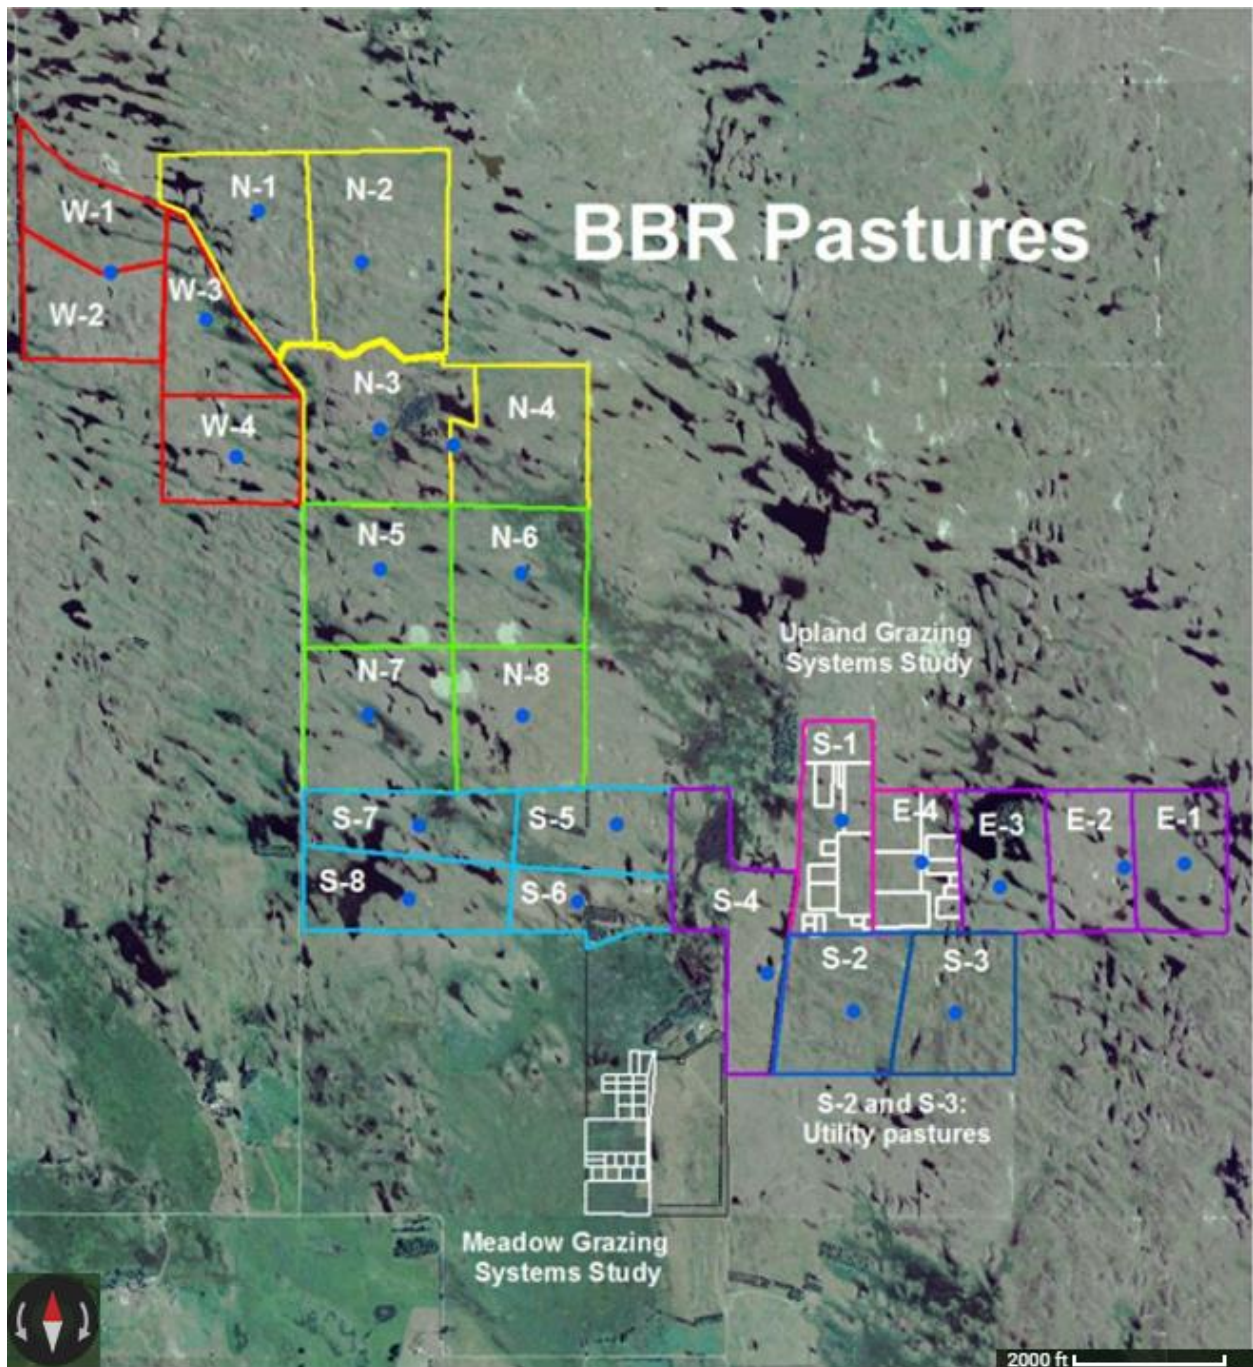 N-1
N-2
W-1
BBR Pastures
W-3
W-2
N-3
N-4
W-4
N-5
N-6
Upland Grazing
Systems Study
N-7
N-8
S-1
S-7
S-5
E-4
E-3
E-2
E-1
S-8
S-6
S-4
S-2
S-3
S-2 and S-3:
Utility pastures
Meadow Grazing
Systems Study
2000 ft